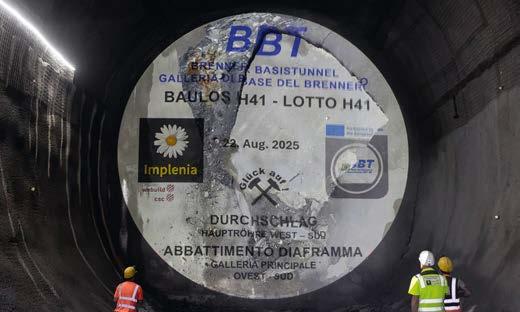 BBT
BRENNER BASISTUNNEL
GALLERIA DI BASE DEL BRENNERO
BAULOS H41 - LOTTO H41
22. Aug. 2025
Implenia
webuild
csc
Glück auf!
BBT
DURCHSCHLAG
HAUPTRÖHRE WEST - SÜD
ABBATTIMENTO DIAFRAMMA
GALLERIA PRINCIPALE
OVEST - SUD